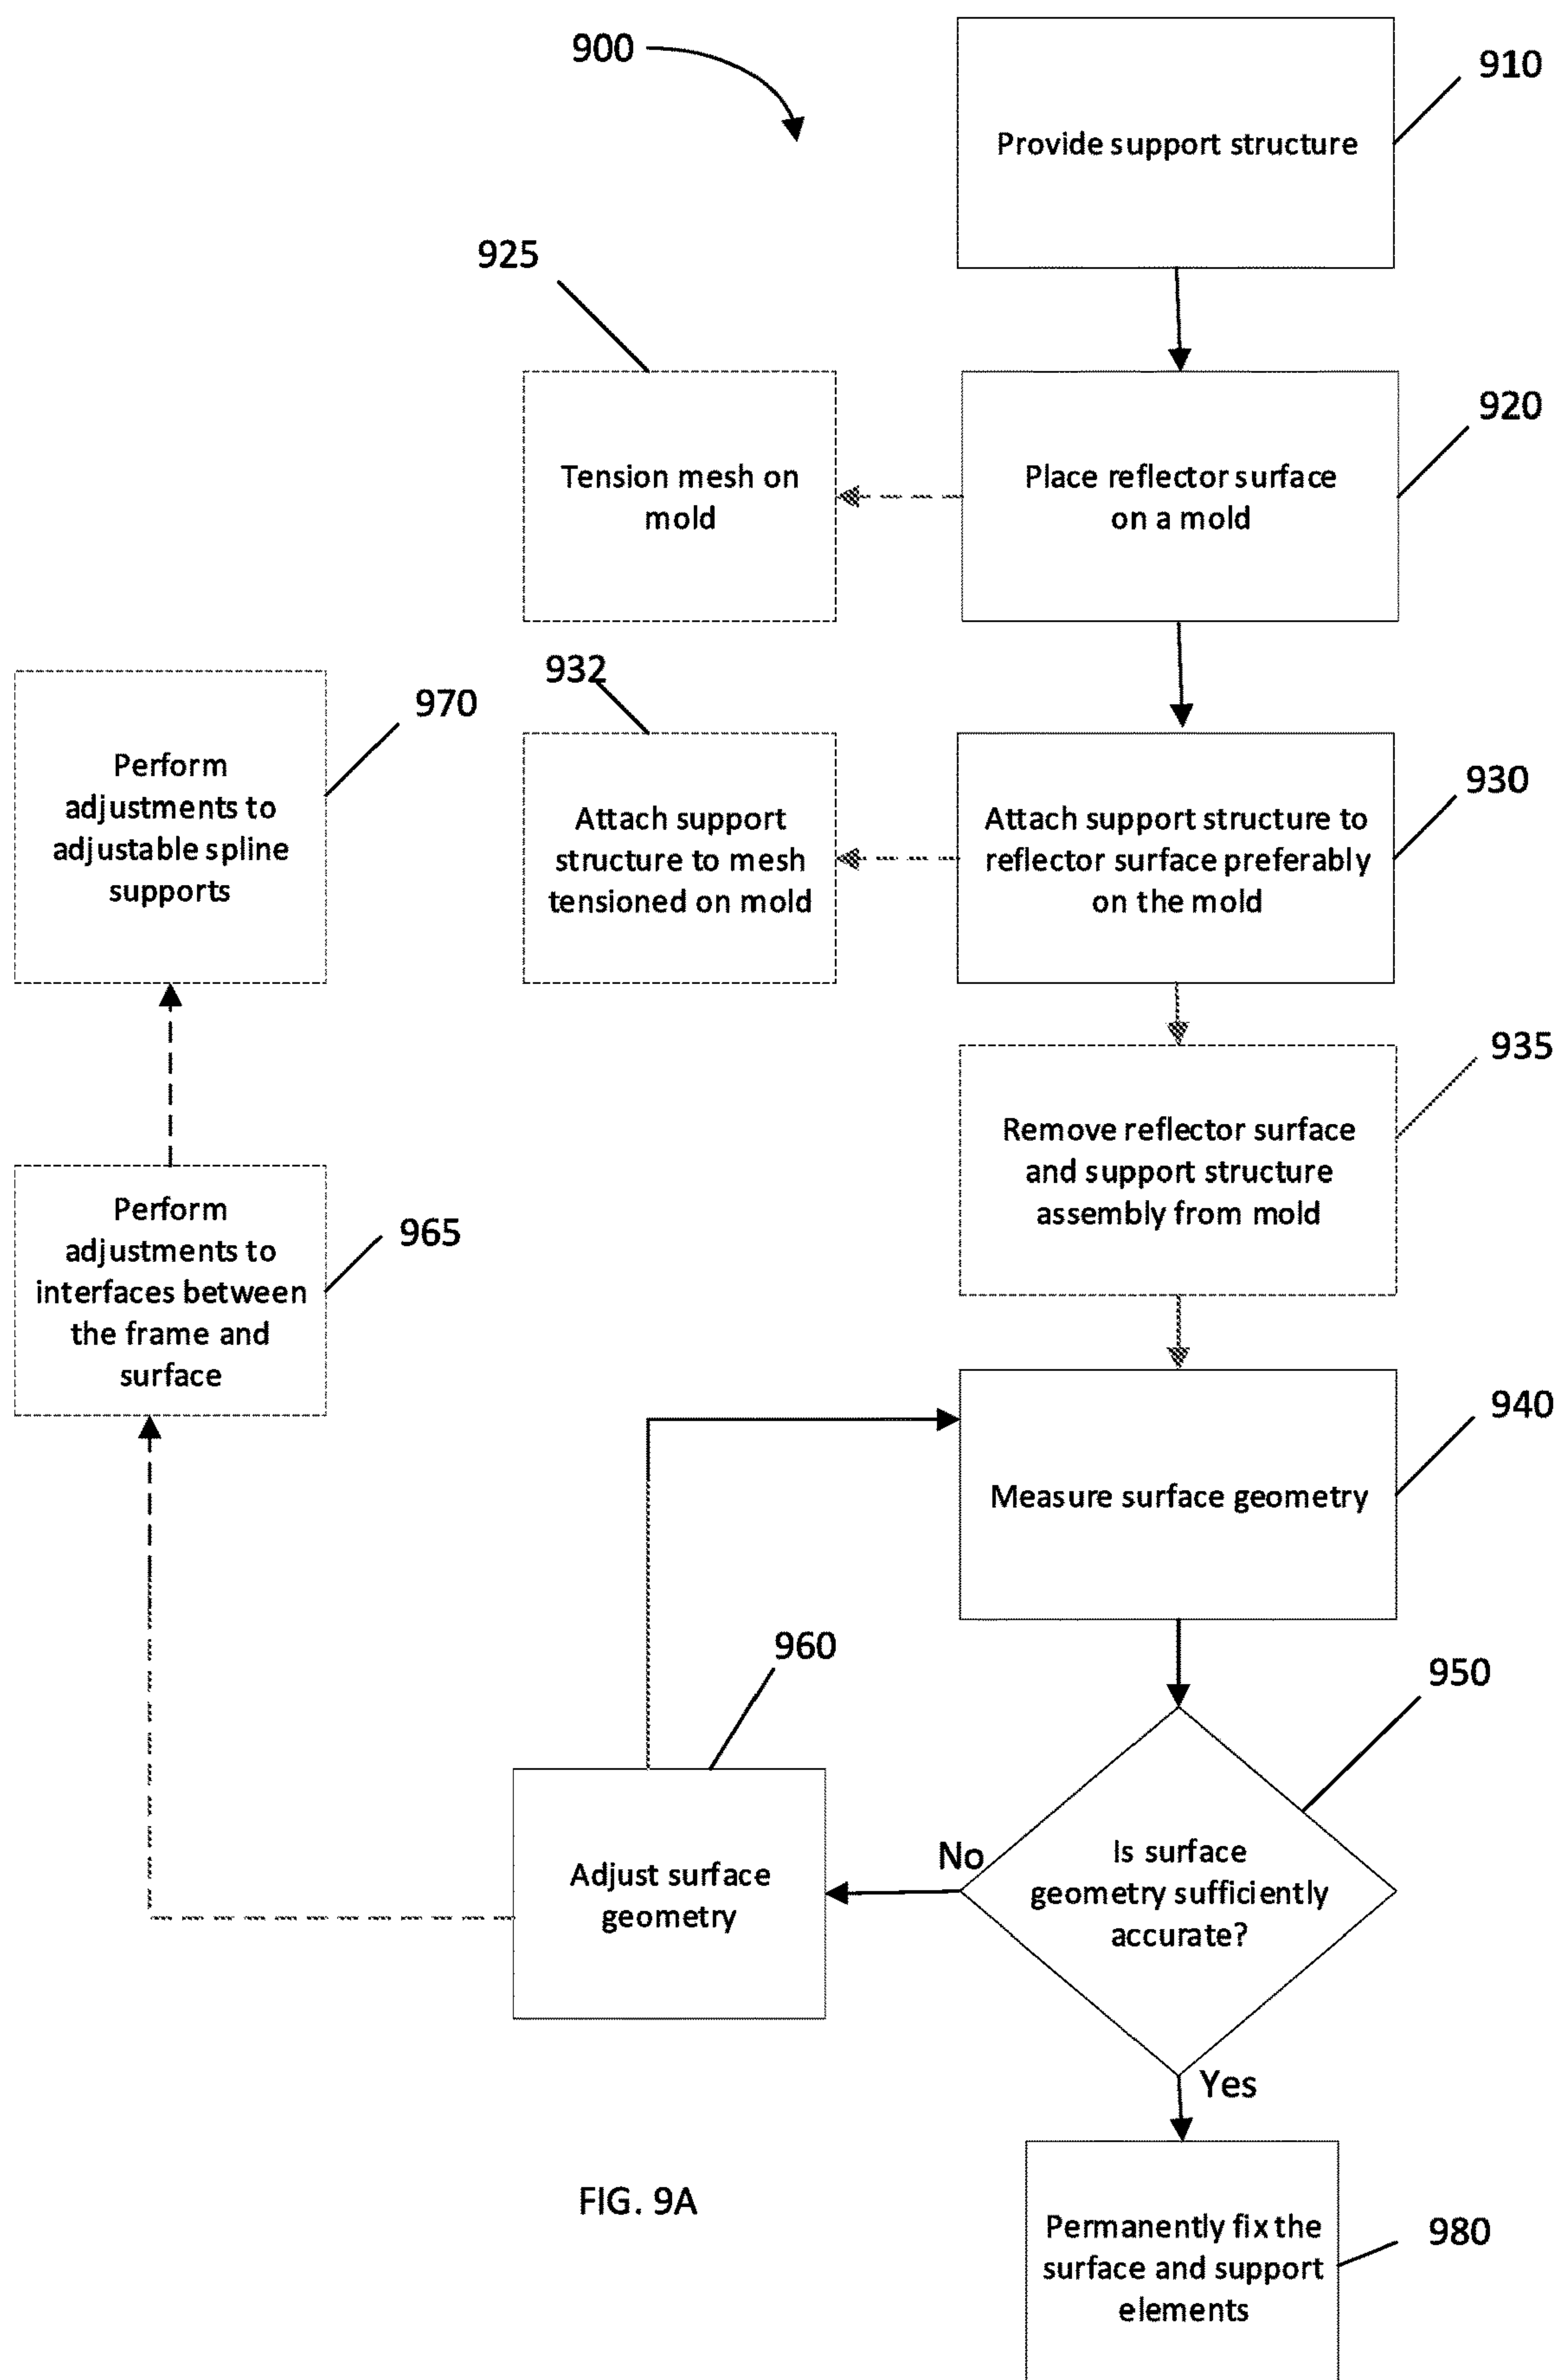 900
910
Provide support structure
925
920
Tension mesh on
mold
Place reflector surface
on a mold
932
970
930
Perform
adjustments to
adjustable spline
supports
Attach support
structure to mesh
tensioned on mold
Attach support structure to
reflector surface preferably
on the mold
935
Remove reflector surface
and support structure
assembly from mold
965
Perform
adjustments to
interfaces between
the frame and
surface
940
Measure surface geometry
960
950
No
Adjust surface
geometry
Is surface
geometry sufficiently
accurate?
Yes
FIG. 9A
980
Permanently fix the
surface and support
elements